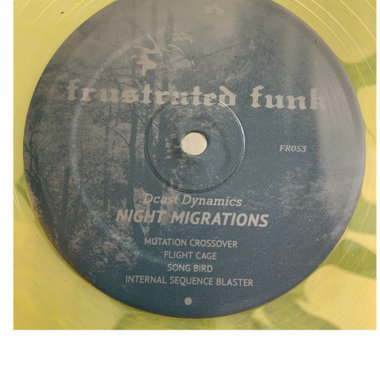 frustrated funk
FR053
Dcast Dynamics
NIGHT MIGRATIONS
MUTATION CROSSOVER
FLIGHT CAGE
SONG BIRD
INTERNAL SEQUENCE BLASTER